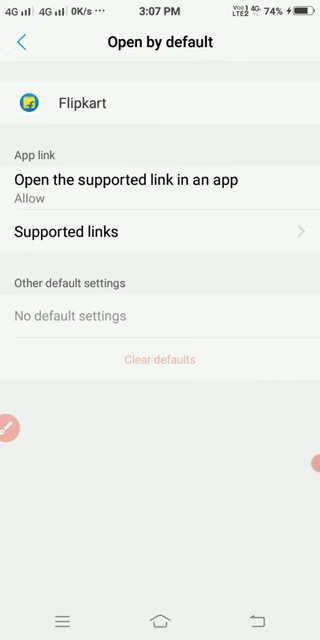 4G 4G 0K/s ··· 3:07 PM Vo 1 4G LTE2 74%
Open by default
Flipkart
App link
Open the supported link in an app
Allow
Supported links
Other default settings
No default settings
Clear defaults